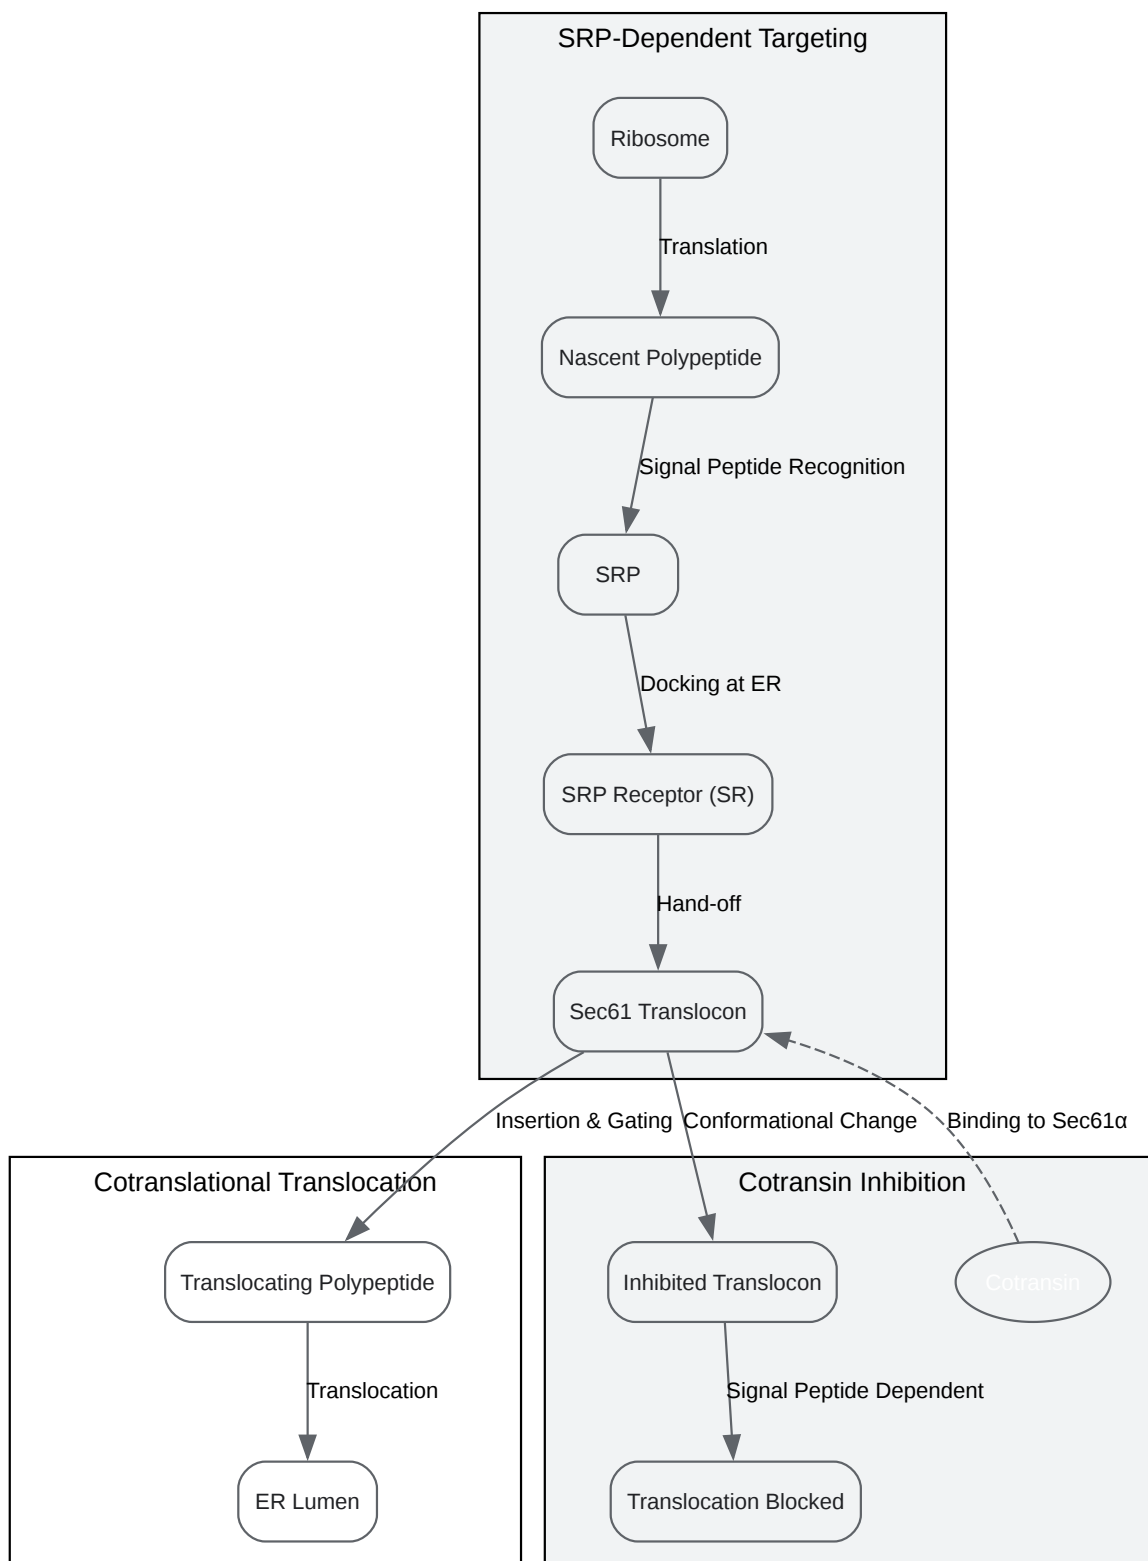 SRP-Dependent Targeting
Ribosome
Translation
Nascent Polypeptide
Signal Peptide Recognition
SRP
Docking at ER
SRP Receptor (SR)
Hand-off
Sec61 Translocon
Insertion & Gating
Conformational Change
Binding to Sec61α
Cotranslational Translocation
Cotransin Inhibition
Translocating Polypeptide
Inhibited Translocon
Cotransin
Translocation
Signal Peptide Dependent
ER Lumen
Translocation Blocked